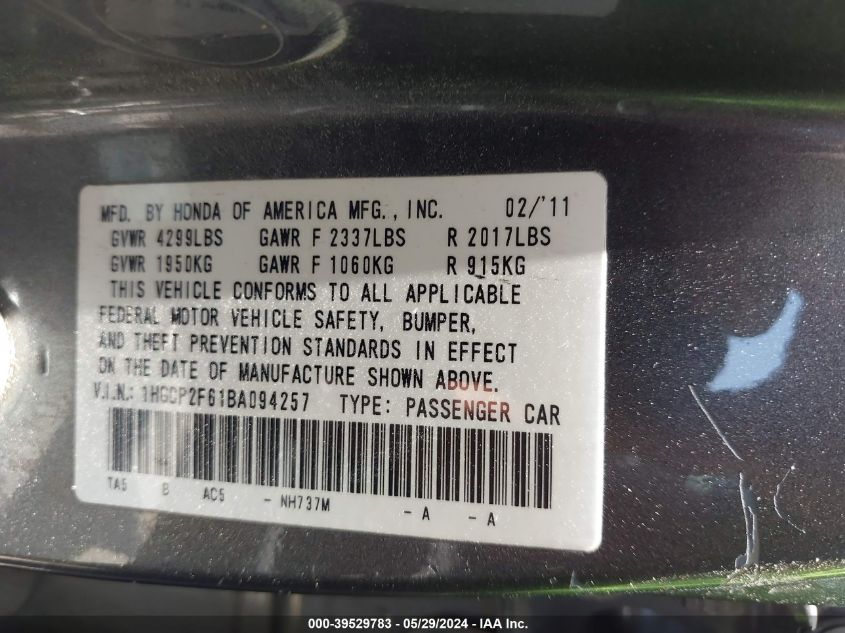 MFD. BY HONDA OF AMERICA MFG., INC. 02/'11
GVWR 4299LBS GAWR F 2337LBS R 2017LBS
GVWR 1950KG GAWR F 1060KG R 915KG
THIS VEHICLE CONFORMS TO ALL APPLICABLE
FEDERAL MOTOR VEHICLE SAFETY, BUMPER,
AND THEFT PREVENTION STANDARDS IN EFFECT
ON THE DATE OF MANUFACTURE SHOWN ABOVE.
V.I.N.: 1HGCP2F61BA094257 TYPE: PASSENGER CAR
TA5 B AC5 - NH737M - A - A
000-39529783 - 05/29/2024 - IAA Inc.